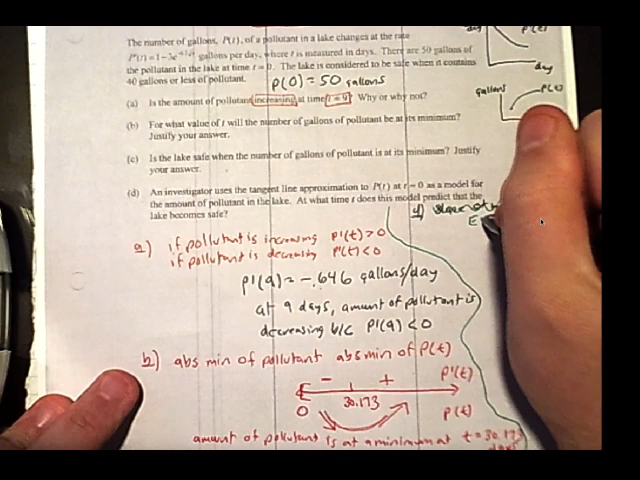 The number of gallons, P(t), of a pollutant in a lake changes at the rate
gallons per day, where t is measured in days. There are 50 gallons of
the pollutant in the lake at time t = 0. The lake is considered to be safe when it contains
40 gallons or less of pollutant.
P(0) = 50 gallons
(a) Is the amount of pollutant increasing at time t = 9? Why or why not?
(b) For what value of t will the number of gallons of pollutant be at its minimum?
Justify your answer.
(c) Is the lake safe when the number of gallons of pollutant is at its minimum? Justify
your answer.
(d) An investigator uses the tangent line approximation to P(t) at t = 0 as a model for
the amount of pollutant in the lake. At what time t does this model predict that the
lake becomes safe?
day
P'(t)
day
gallons
P(t)
d) slope of
a) if pollutant is increasing P'(t)>0
if pollutant is decreasing P'(t)<0
P'(9) = -.646 gallons/day
at 9 days, amount of pollutant is
decreasing b/c P'(9) < 0
b) abs min of pollutant abs min of P(t)
- + P'(t)
0 30.173 P(t)
amount of pollutant is at a minimum at t = 30.173
days